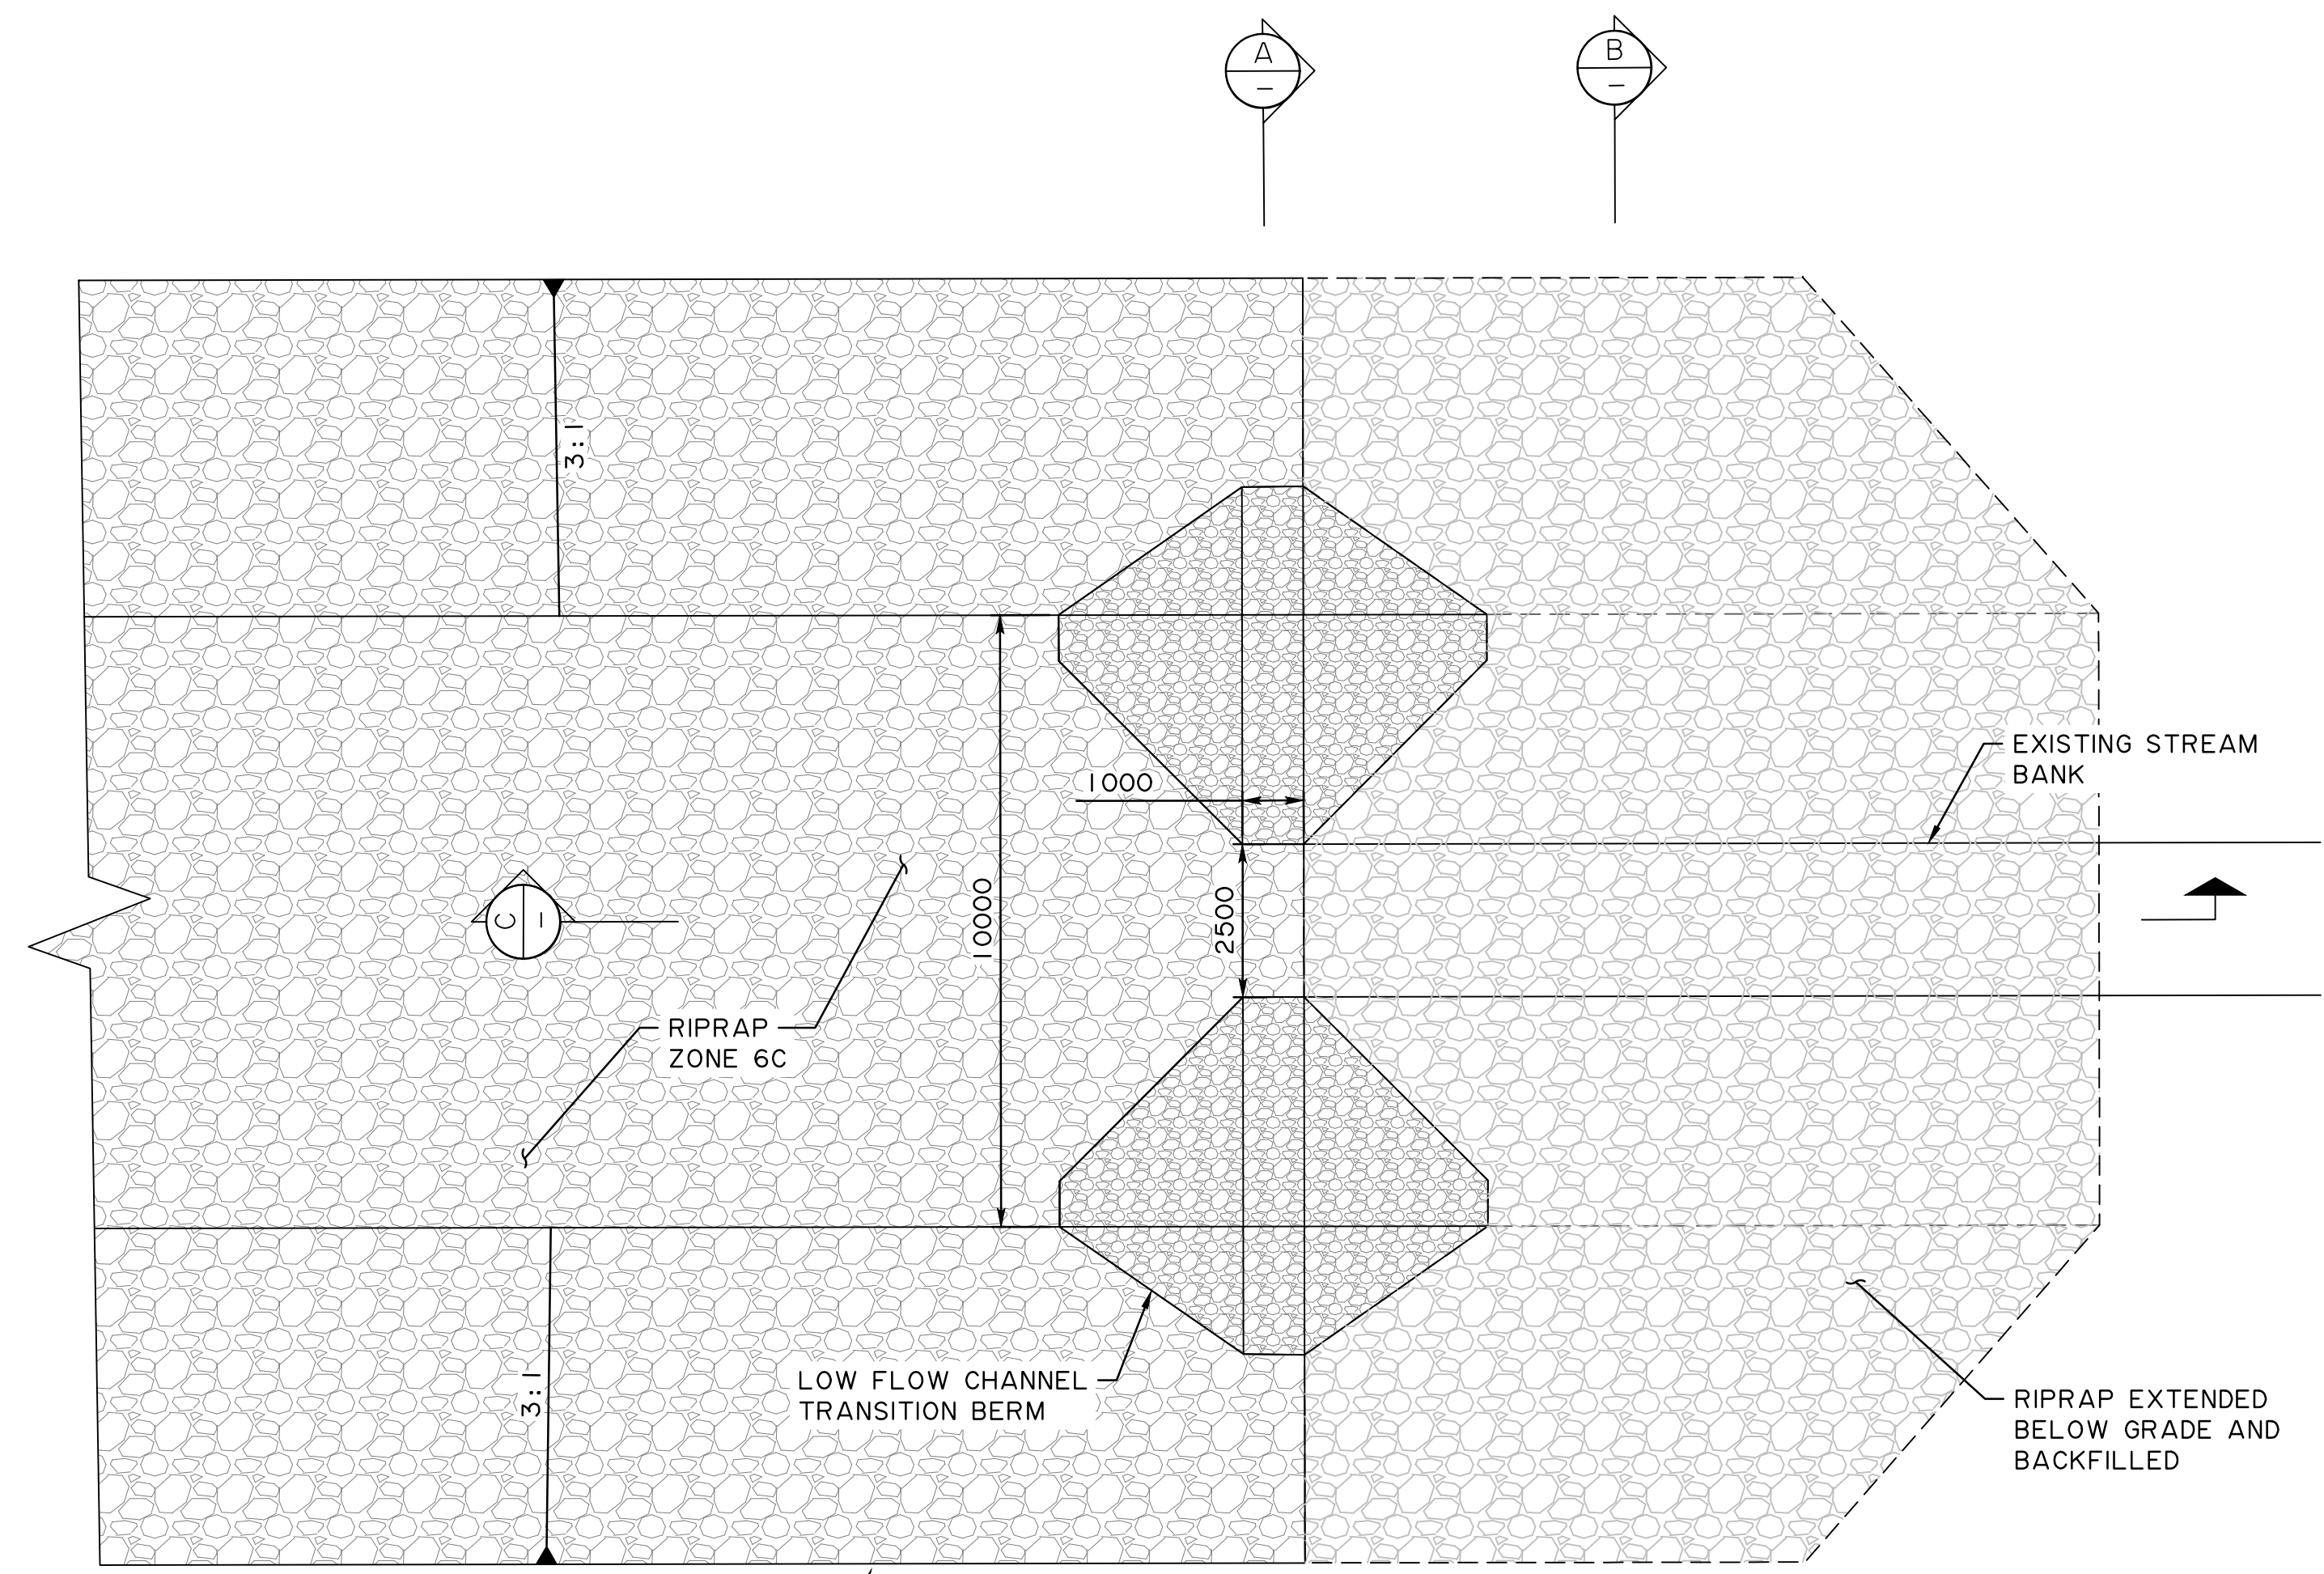 A
–
B
–
3:1
EXISTING STREAM
BANK
1000
10000
2500
C
–
RIPRAP
ZONE 6C
3:1
LOW FLOW CHANNEL
TRANSITION BERM
RIPRAP EXTENDED
BELOW GRADE AND
BACKFILLED